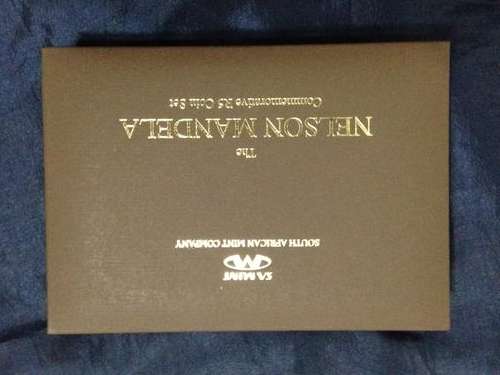 The
NELSON MANDELA
Commemorative R5 Coin Set
SOUTH AFRICAN MINT COMPANY
SA MINT